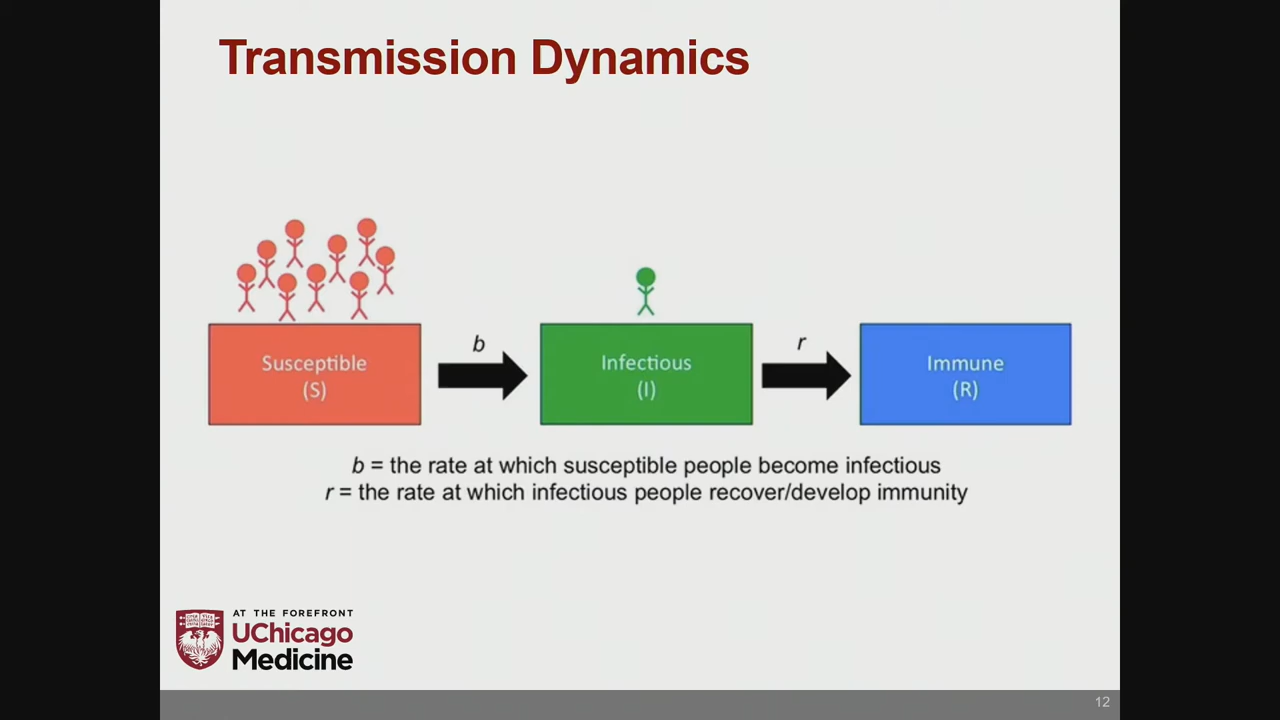 Transmission Dynamics
b
r
Susceptible
(S)
Infectious
(I)
Immune
(R)
b = the rate at which susceptible people become infectious
r = the rate at which infectious people recover/develop immunity
AT THE FOREFRONT
UChicago
Medicine
12